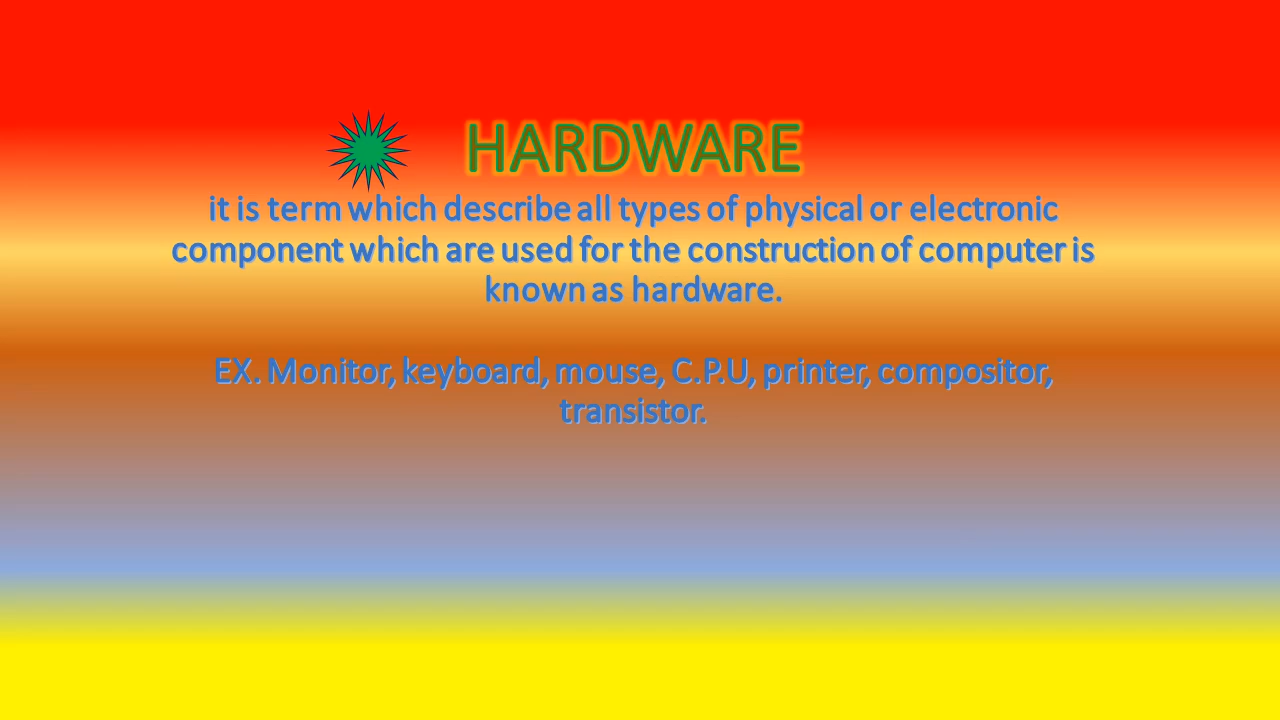 HARDWARE
it is term which describe all types of physical or electronic
component which are used for the construction of computer is
known as hardware.
EX. Monitor, keyboard, mouse, C.P.U, printer, compositor,
transistor.